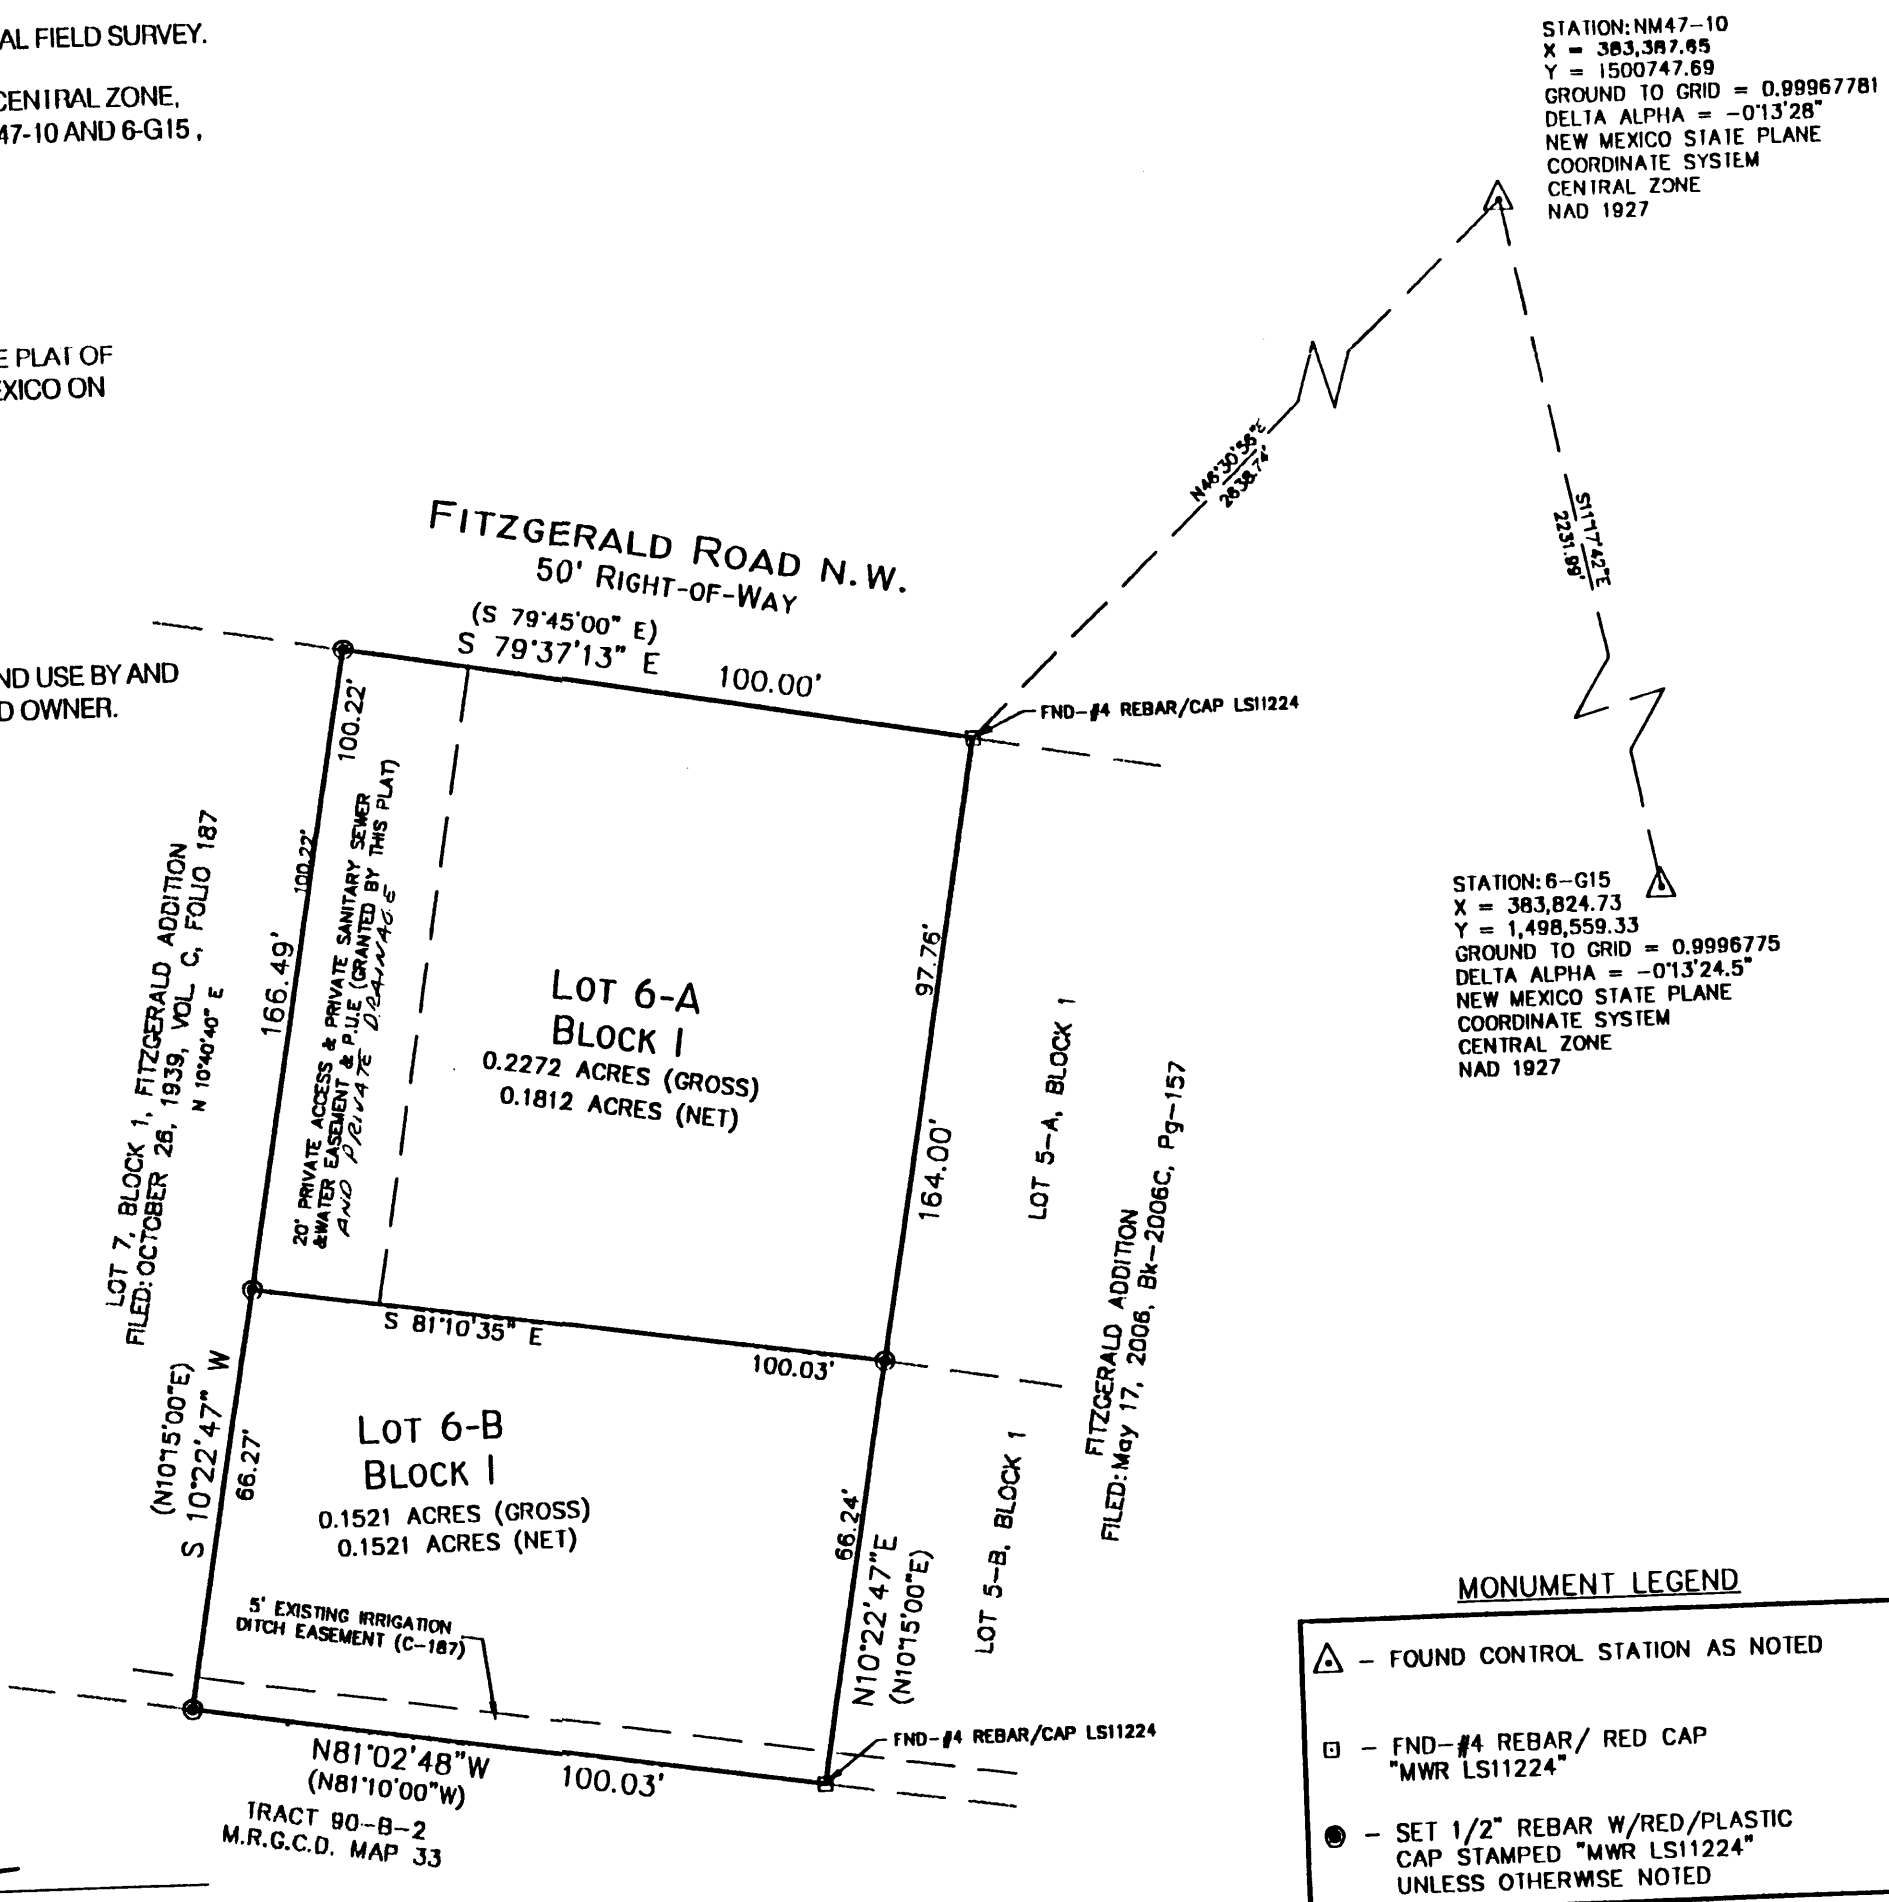 AL FIELD SURVEY.
CENTRAL ZONE,
47-10 AND 6-G15 ,
E PLAT OF
EXICO ON
ND USE BY AND
D OWNER.
STATION: NM47-10
X = 383,387.65
Y = 1500747.69
GROUND TO GRID = 0.99967781
DELTA ALPHA = -0°13'28"
NEW MEXICO STATE PLANE
COORDINATE SYSTEM
CENTRAL ZONE
NAD 1927
N46°30'56"E
2638.74'
S11°17'42"E
2231.99'
FITZGERALD ROAD N.W.
50' RIGHT-OF-WAY
(S 79°45'00" E)
S 79°37'13" E
100.00'
FND-#4 REBAR/CAP LS11224
100.22'
100.22'
166.49'
20' PRIVATE ACCESS & PRIVATE SANITARY SEWER
&WATER EASEMENT & P.U.E (GRANTED BY THIS PLAT)
AND PRIVATE DRAINAGE
LOT 7, BLOCK 1, FITZGERALD ADDITION
FILED: OCTOBER 26, 1939, VOL. C, FOLIO 187
N 10°40'40" E
LOT 6-A
BLOCK 1
0.2272 ACRES (GROSS)
0.1812 ACRES (NET)
97.76'
164.00'
LOT 5-A, BLOCK 1
FITZGERALD ADDITION
FILED: May 17, 2006, Bk-2006C, Pg-157
STATION: 6-G15
X = 383,824.73
Y = 1,498,559.33
GROUND TO GRID = 0.9996775
DELTA ALPHA = -0°13'24.5"
NEW MEXICO STATE PLANE
COORDINATE SYSTEM
CENTRAL ZONE
NAD 1927
S 81°10'35" E
100.03'
(N10°15'00"E)
S 10°22'47" W
66.27'
LOT 6-B
BLOCK 1
0.1521 ACRES (GROSS)
0.1521 ACRES (NET)
66.24'
N10°22'47"E
(N10°15'00"E)
LOT 5-B, BLOCK 1
5' EXISTING IRRIGATION
DITCH EASEMENT (C-187)
FND-#4 REBAR/CAP LS11224
N81°02'48"W
(N81°10'00"W)
100.03'
TRACT 90-B-2
M.R.G.C.D. MAP 33
MONUMENT LEGEND
- FOUND CONTROL STATION AS NOTED
- FND-#4 REBAR/ RED CAP
"MWR LS11224"
- SET 1/2" REBAR W/RED/PLASTIC
CAP STAMPED "MWR LS11224"
UNLESS OTHERWISE NOTED